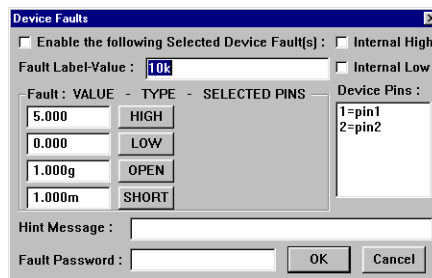 Device Faults
Enable the following Selected Device Fault(s) : Internal High
Fault Label-Value : 10k Internal Low
Fault : VALUE - TYPE - SELECTED PINS Device Pins :
5.000 HIGH 1=pin1
0.000 LOW 2=pin2
1.000g OPEN
1.000m SHORT
Hint Message :
Fault Password : OK Cancel